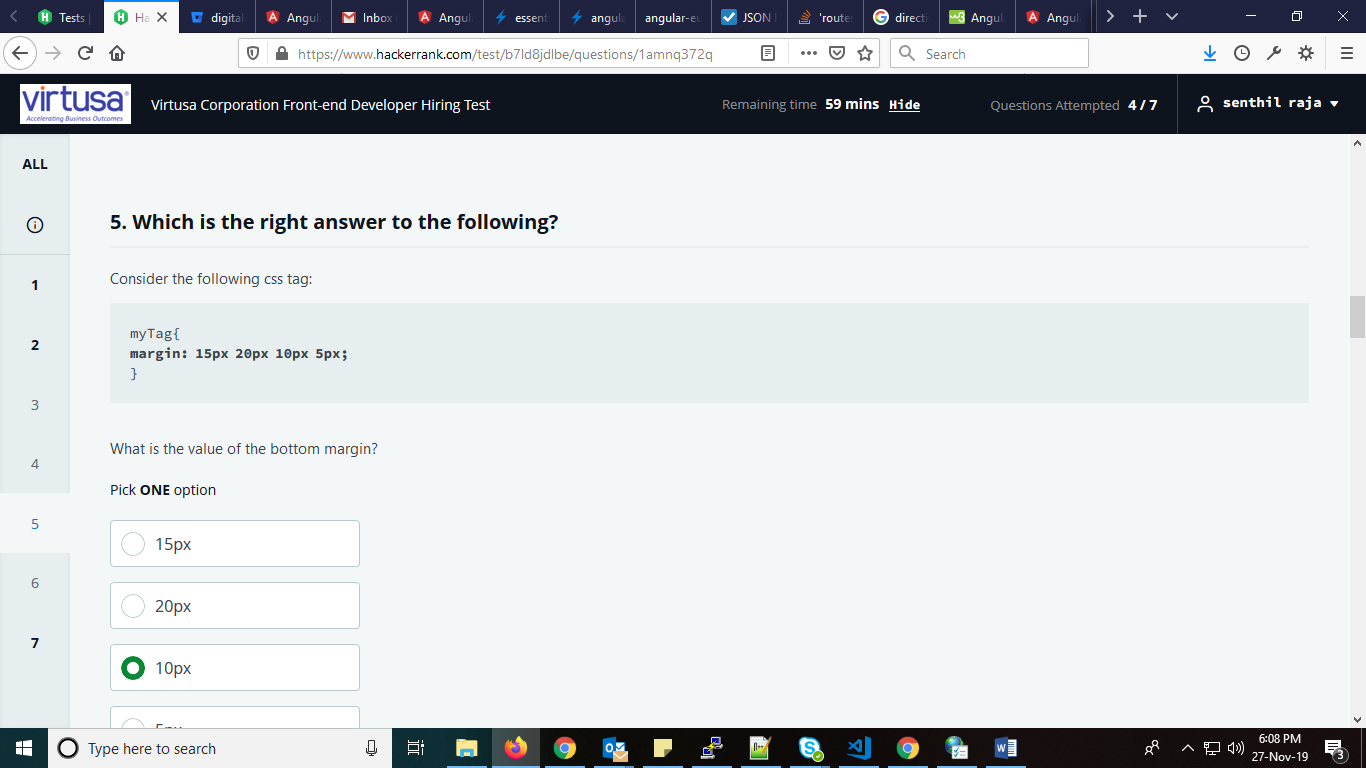 Tests
Ha
digita
Angul
Inbox
Angul
essent
angula
angular-eu
JSON
'route
directi
Angul
Angul
https://www.hackerrank.com/test/b7ld8jdlbe/questions/1amnq372q
Search
virtusa
Accelerating Business Outcomes
Virtusa Corporation Front-end Developer Hiring Test
Remaining time 59 mins Hide
Questions Attempted 4 / 7
senthil raja
ALL
1
2
3
4
5
6
7
5. Which is the right answer to the following?
Consider the following css tag:
myTag{
margin: 15px 20px 10px 5px;
}
What is the value of the bottom margin?
Pick ONE option
15px
20px
10px
Type here to search
6:08 PM
27-Nov-19
3